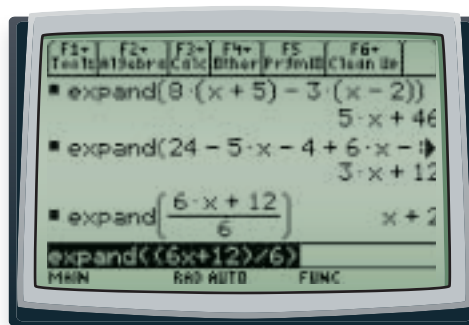 F1▾ F2▾ F3▾ F4▾ F5 F6▾
Tools Algebra Calc Other PrgmIO Clean Up
▪ expand(8·(x + 5) − 3·(x − 2))
5·x + 46
▪ expand(24 − 5·x − 4 + 6·x −
3·x + 12
▪ expand((6·x + 12)/6) x + 2
expand((6x+12)/6)
MAIN RAD AUTO FUNC